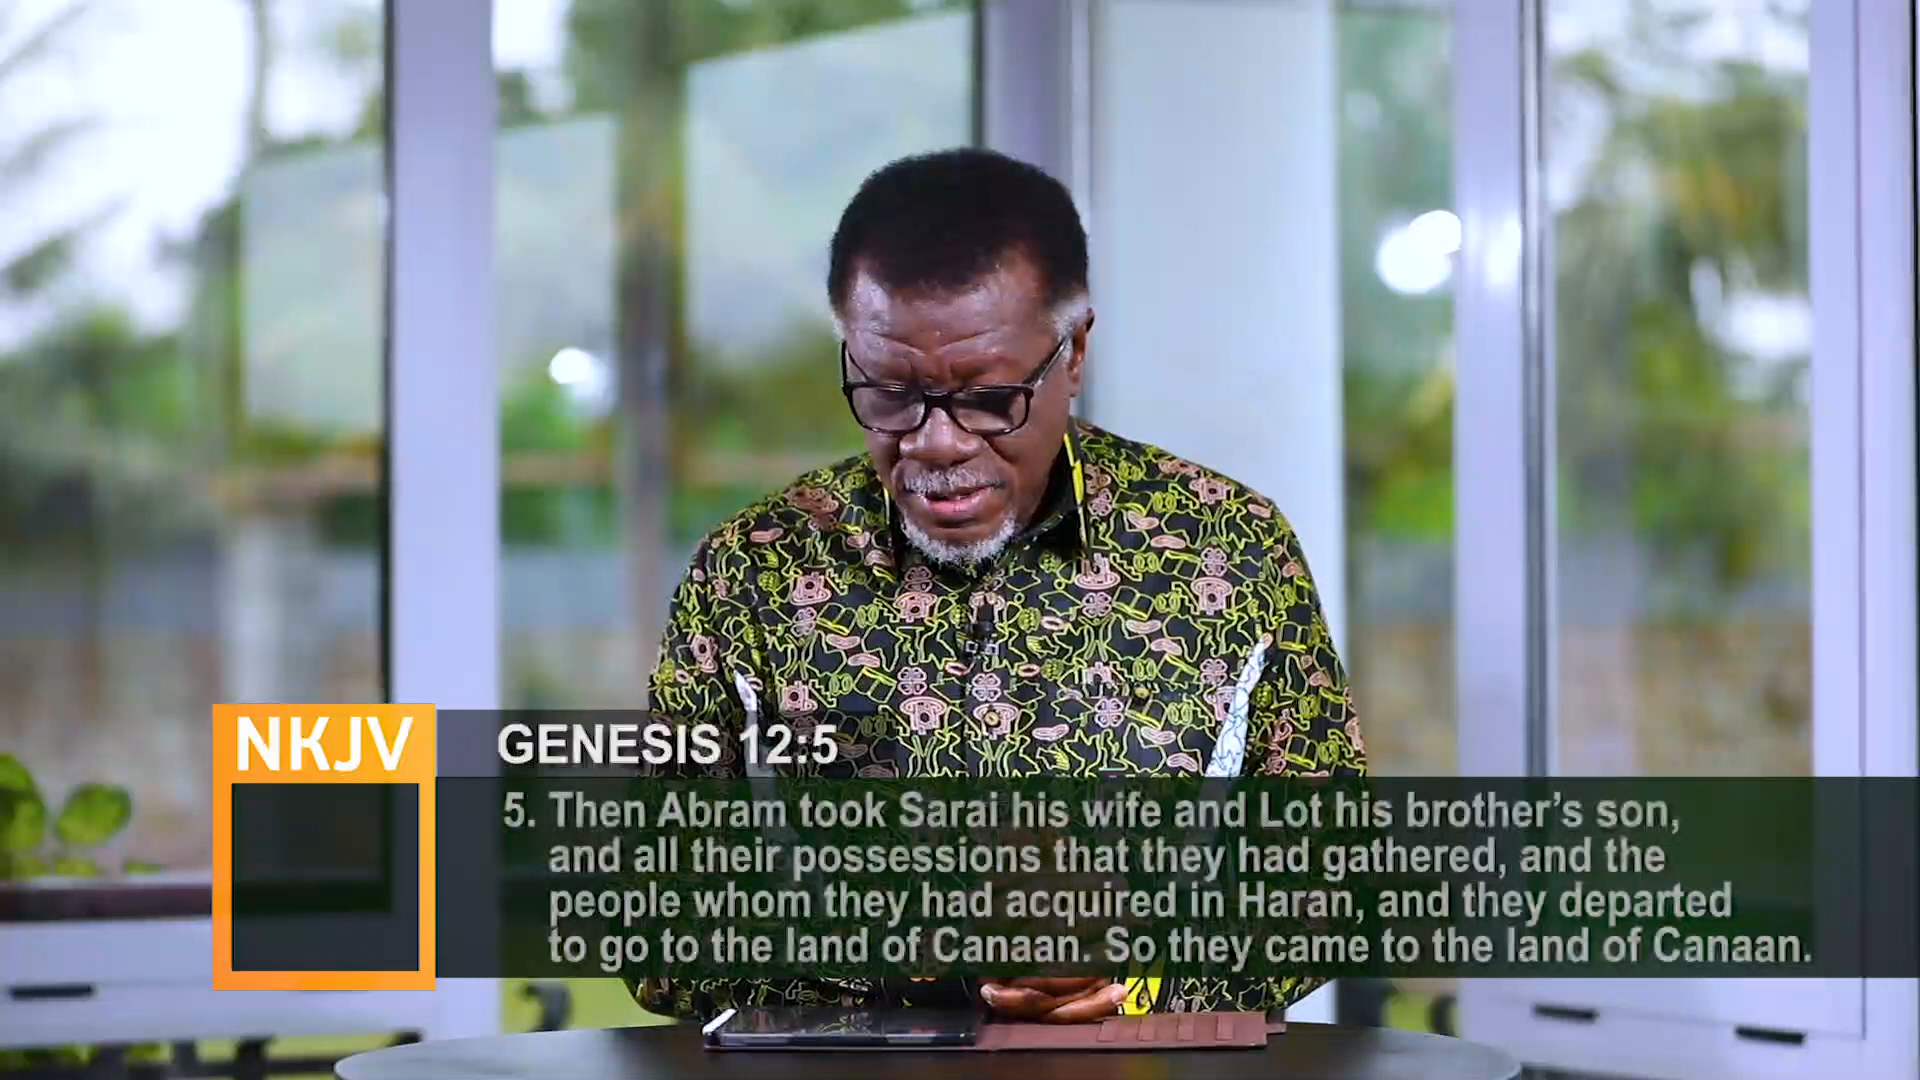 NKJV
GENESIS 12:5
5. Then Abram took Sarai his wife and Lot his brother’s son,
and all their possessions that they had gathered, and the
people whom they had acquired in Haran, and they departed
to go to the land of Canaan. So they came to the land of Canaan.